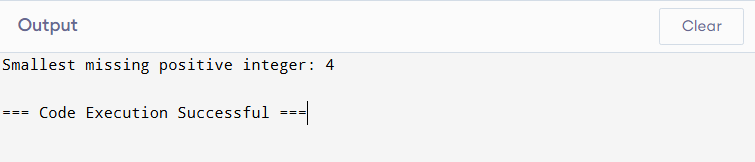 Output
Clear
Smallest missing positive integer: 4
=== Code Execution Successful ===